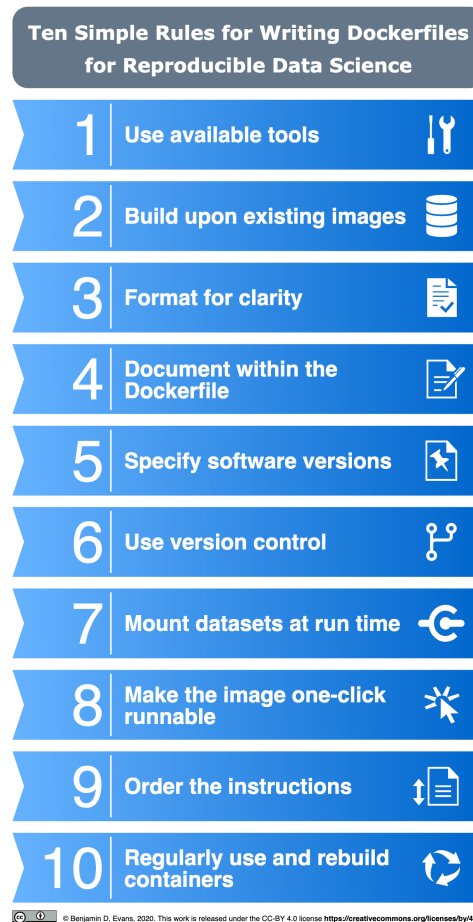 Ten Simple Rules for Writing Dockerfiles
for Reproducible Data Science
1 Use available tools
2 Build upon existing images
3 Format for clarity
4 Document within the
Dockerfile
5 Specify software versions
6 Use version control
7 Mount datasets at run time
8 Make the image one-click
runnable
9 Order the instructions
10 Regularly use and rebuild
containers
cc © Benjamin D. Evans, 2020. This work is released under the CC-BY 4.0 license https://creativecommons.org/licenses/by/4